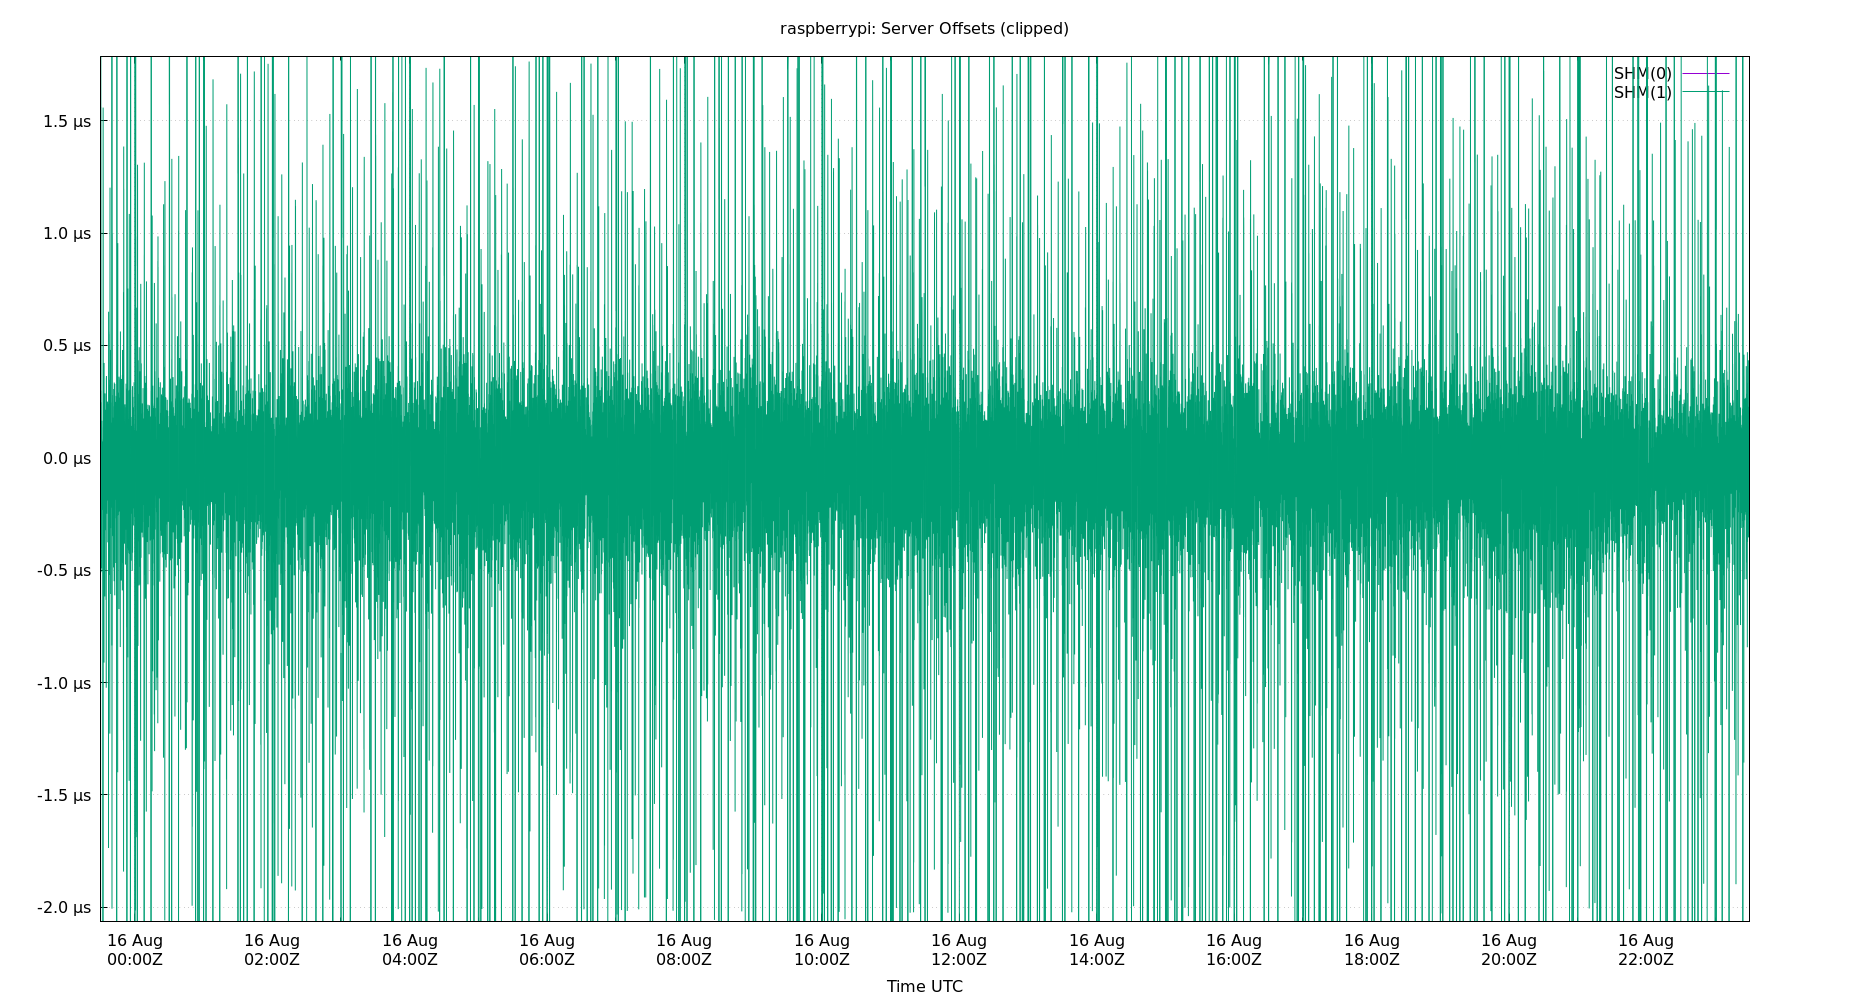 raspberrypi: Server Offsets (clipped)
SHM(0)
SHM(1)
1.5 µs
1.0 µs
0.5 µs
0.0 µs
-0.5 µs
-1.0 µs
-1.5 µs
-2.0 µs
16 Aug 16 Aug 16 Aug 16 Aug 16 Aug 16 Aug 16 Aug 16 Aug 16 Aug 16 Aug 16 Aug 16 Aug
00:00Z 02:00Z 04:00Z 06:00Z 08:00Z 10:00Z 12:00Z 14:00Z 16:00Z 18:00Z 20:00Z 22:00Z
Time UTC